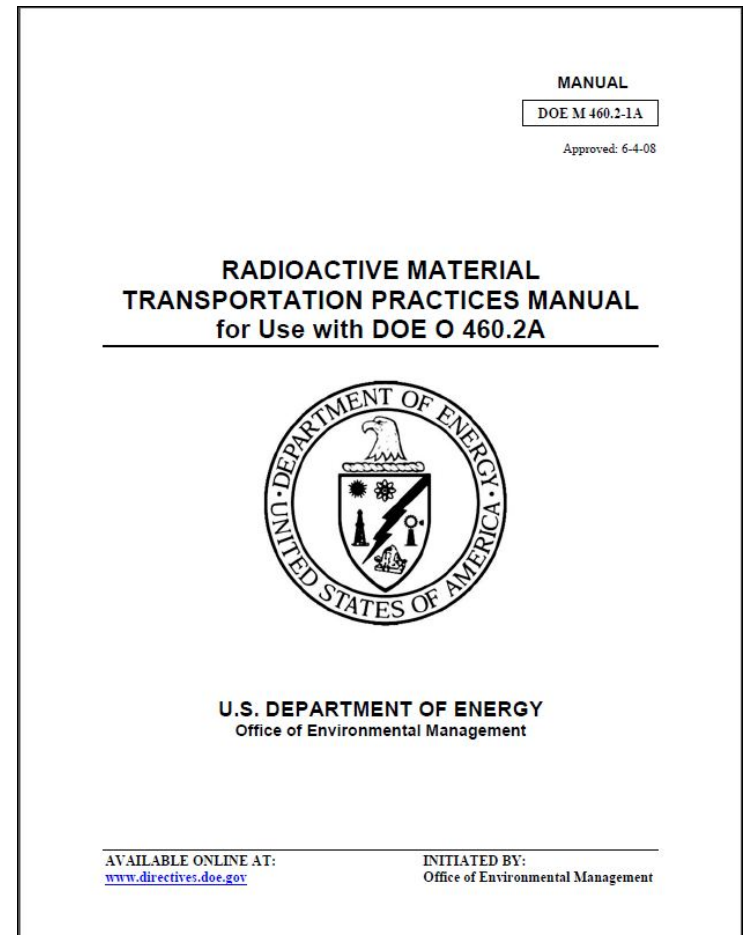 MANUAL
DOE M 460.2-1A
Approved: 6-4-08
RADIOACTIVE MATERIAL
TRANSPORTATION PRACTICES MANUAL
for Use with DOE O 460.2A
DEPARTMENT OF ENERGY
UNITED STATES OF AMERICA
U.S. DEPARTMENT OF ENERGY
Office of Environmental Management
AVAILABLE ONLINE AT:
www.directives.doe.gov
INITIATED BY:
Office of Environmental Management